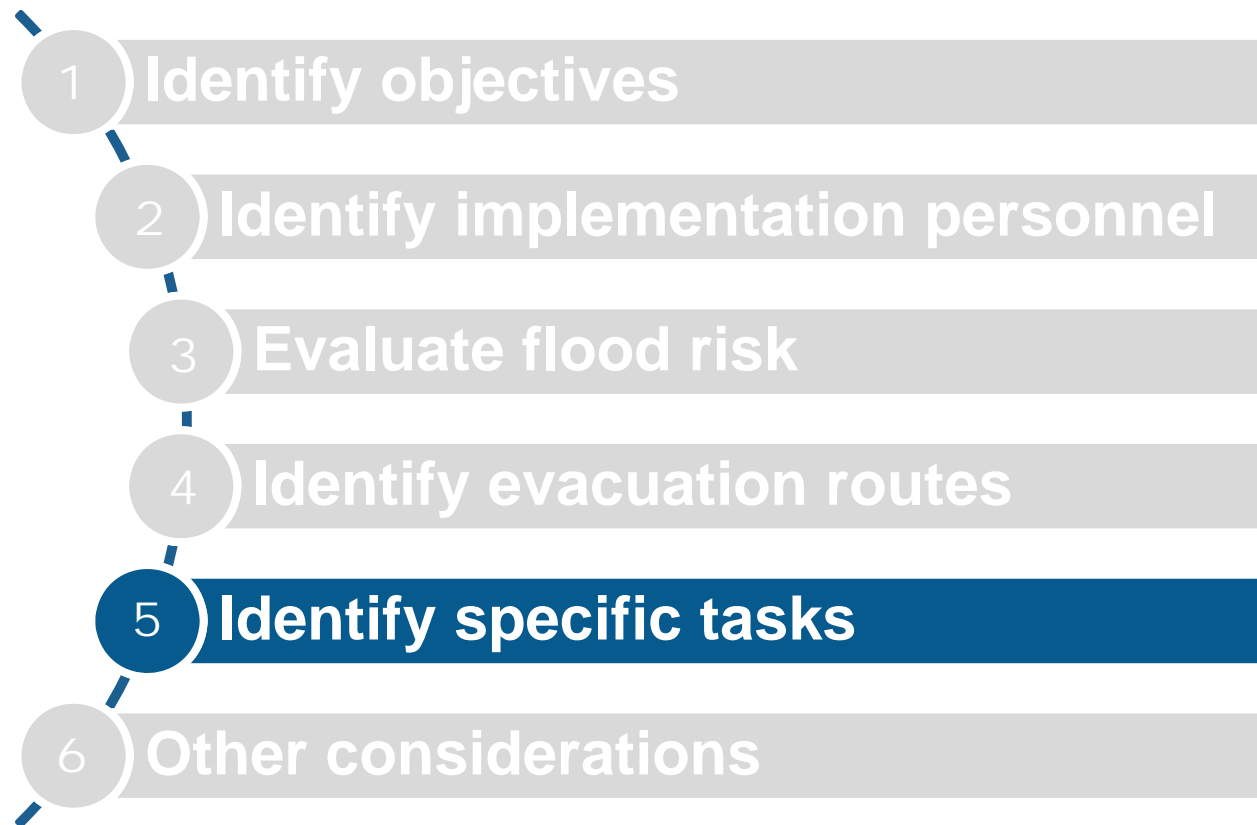 1 Identify objectives
2 Identify implementation personnel
3 Evaluate flood risk
4 Identify evacuation routes
5 Identify specific tasks
6 Other considerations